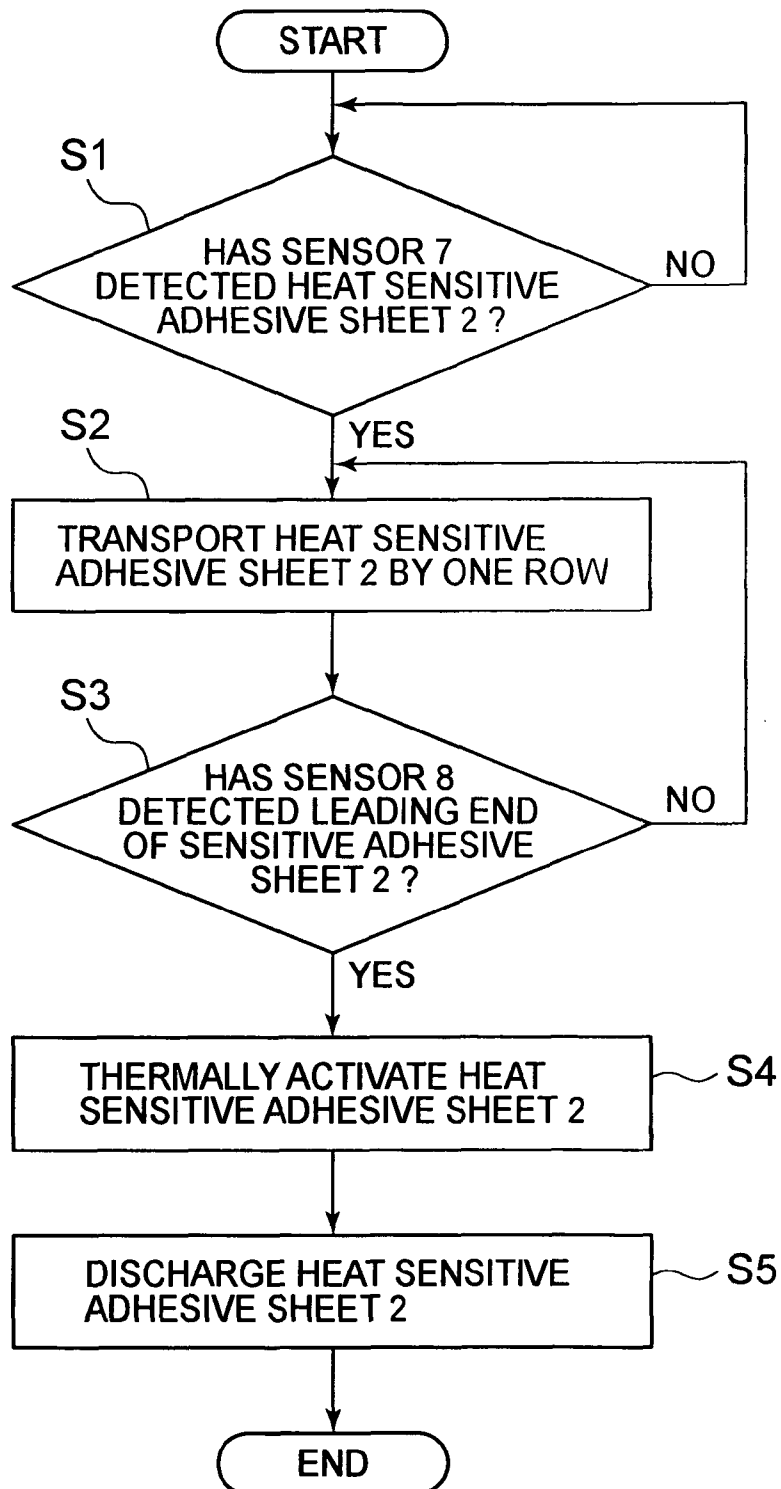 START
S1
HAS SENSOR 7
DETECTED HEAT SENSITIVE
ADHESIVE SHEET 2 ?
NO
YES
S2
TRANSPORT HEAT SENSITIVE
ADHESIVE SHEET 2 BY ONE ROW
S3
HAS SENSOR 8
DETECTED LEADING END
OF SENSITIVE ADHESIVE
SHEET 2 ?
NO
YES
THERMALLY ACTIVATE HEAT
SENSITIVE ADHESIVE SHEET 2
S4
DISCHARGE HEAT SENSITIVE
ADHESIVE SHEET 2
S5
END